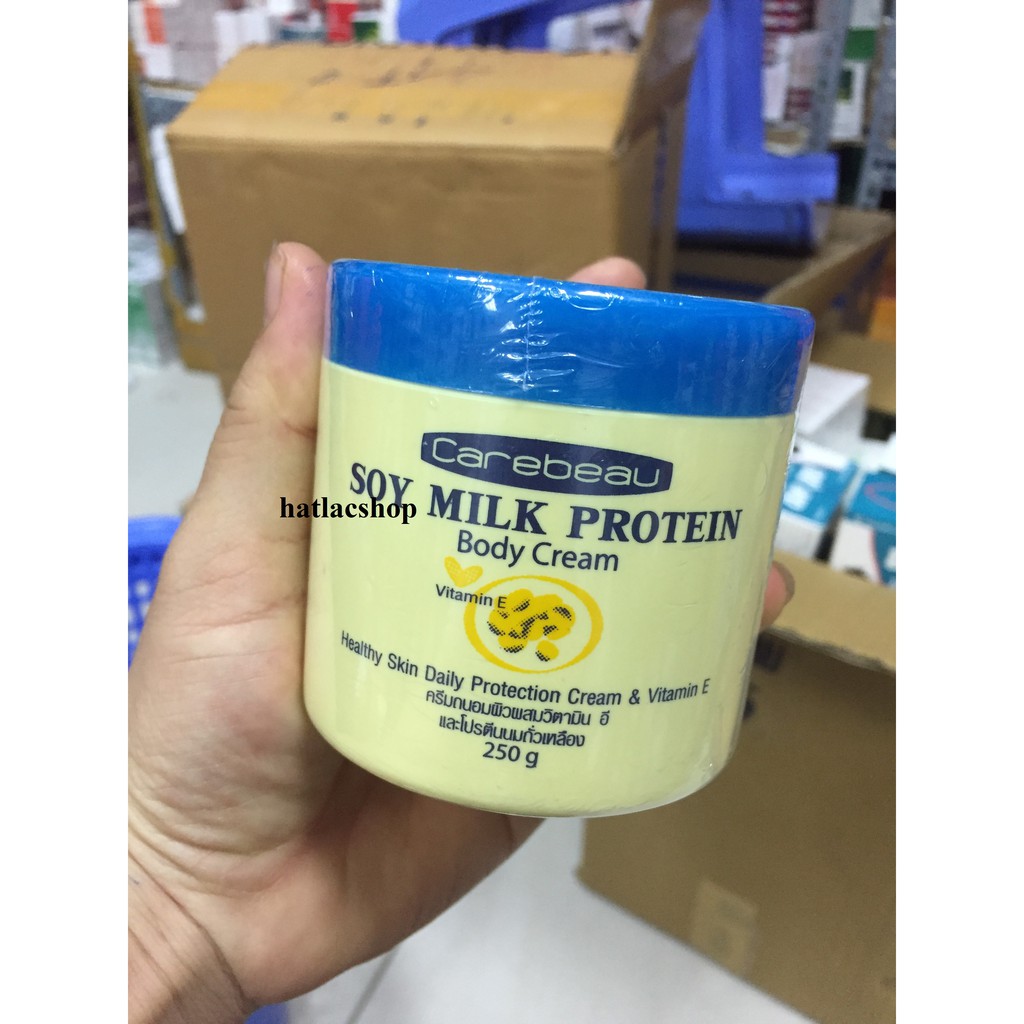 Carebeau
SOY MILK PROTEIN
hatlacshop
Body Cream
Vitamin E
Healthy Skin Daily Protection Cream & Vitamin E
ครีมถนอมผิวผสมวิตามิน อี
และโปรตีนนมถั่วเหลือง
250 g